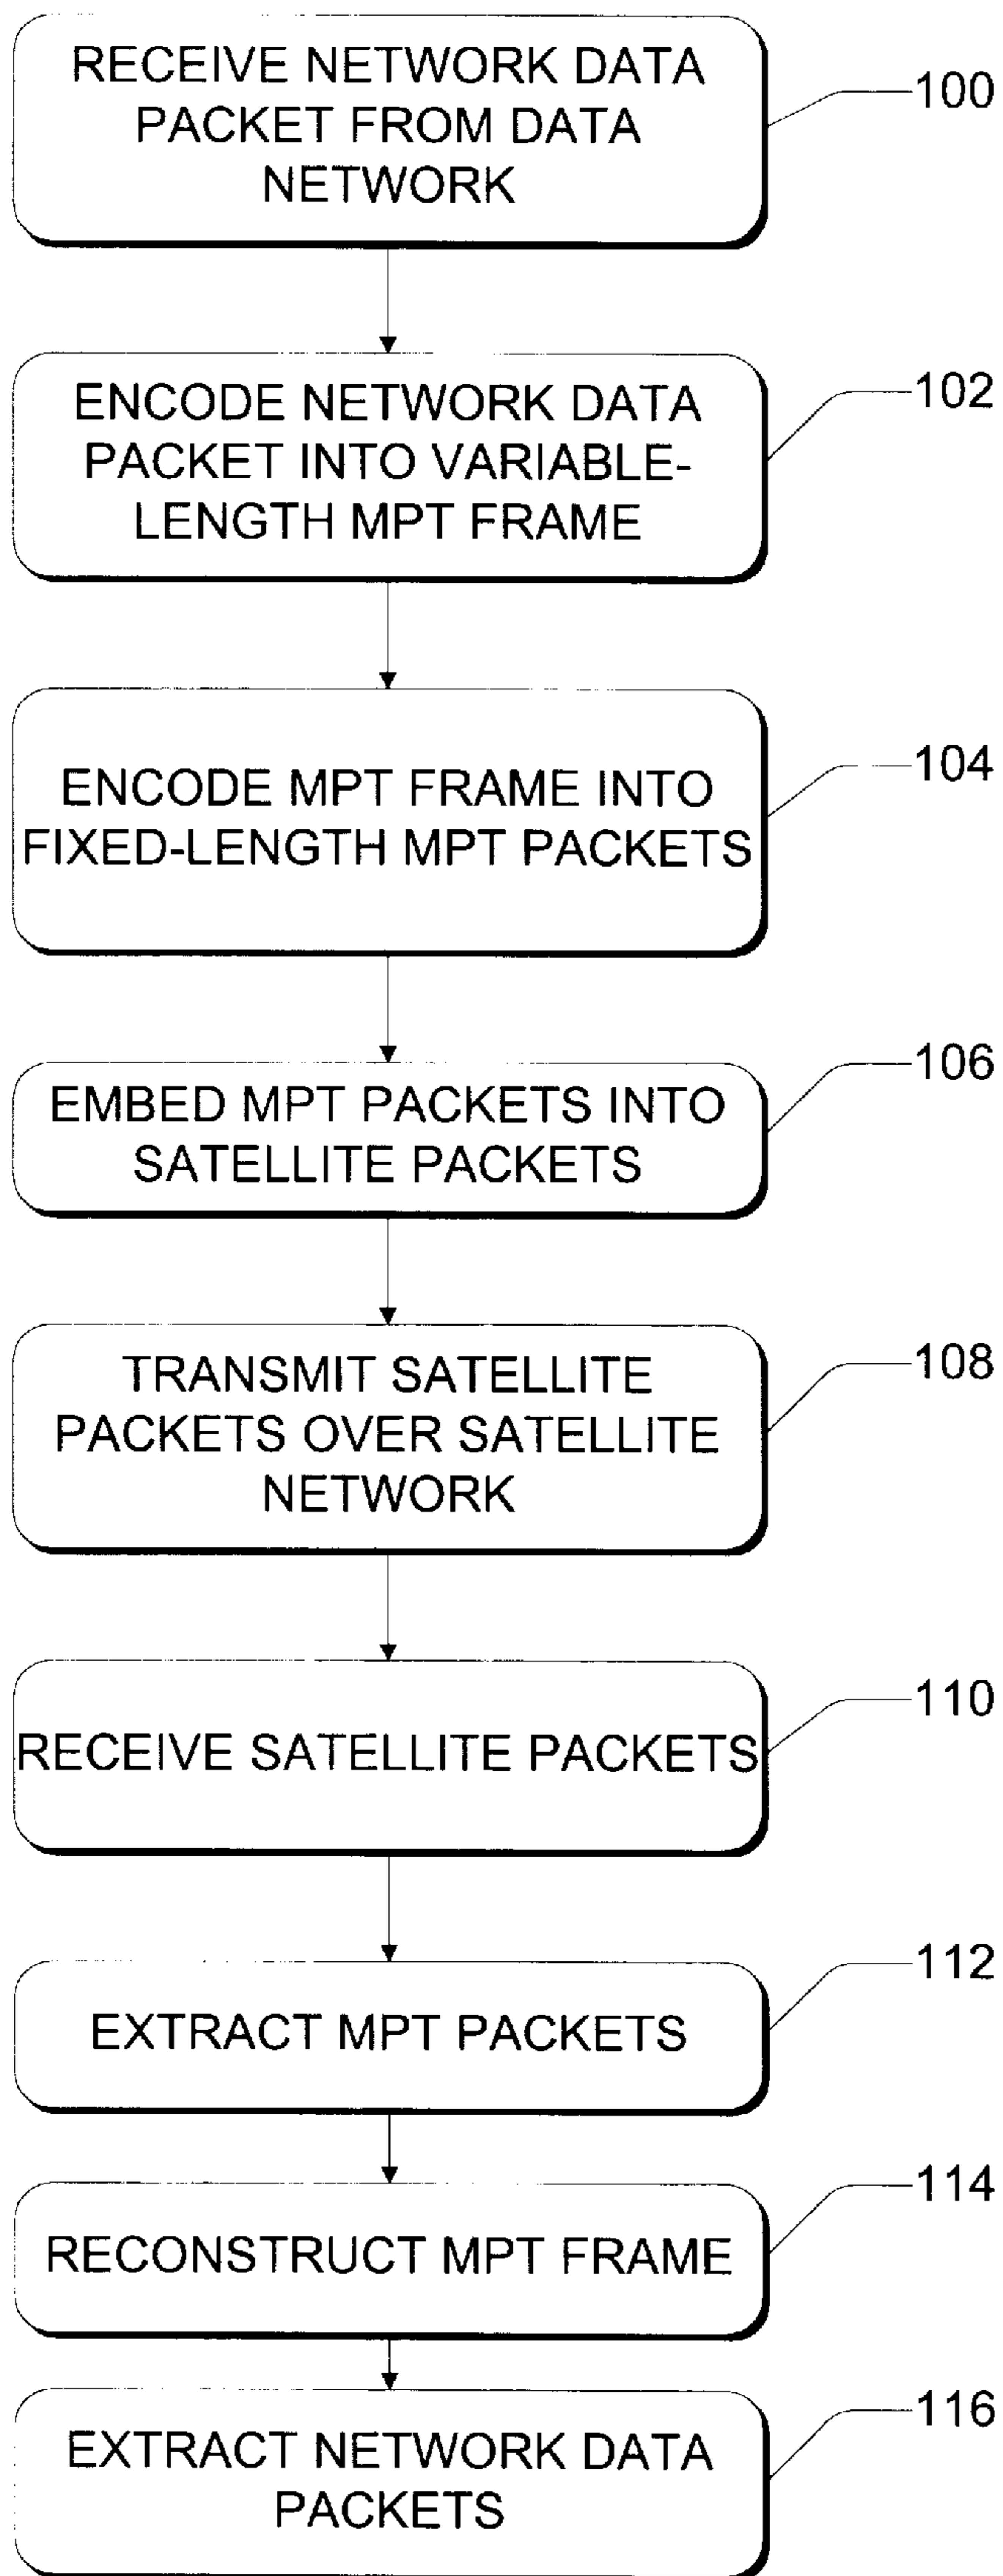 RECEIVE NETWORK DATA
PACKET FROM DATA
NETWORK
100
ENCODE NETWORK DATA
PACKET INTO VARIABLE-
LENGTH MPT FRAME
102
ENCODE MPT FRAME INTO
FIXED-LENGTH MPT PACKETS
104
EMBED MPT PACKETS INTO
SATELLITE PACKETS
106
TRANSMIT SATELLITE
PACKETS OVER SATELLITE
NETWORK
108
RECEIVE SATELLITE PACKETS
110
EXTRACT MPT PACKETS
112
RECONSTRUCT MPT FRAME
114
EXTRACT NETWORK DATA
PACKETS
116